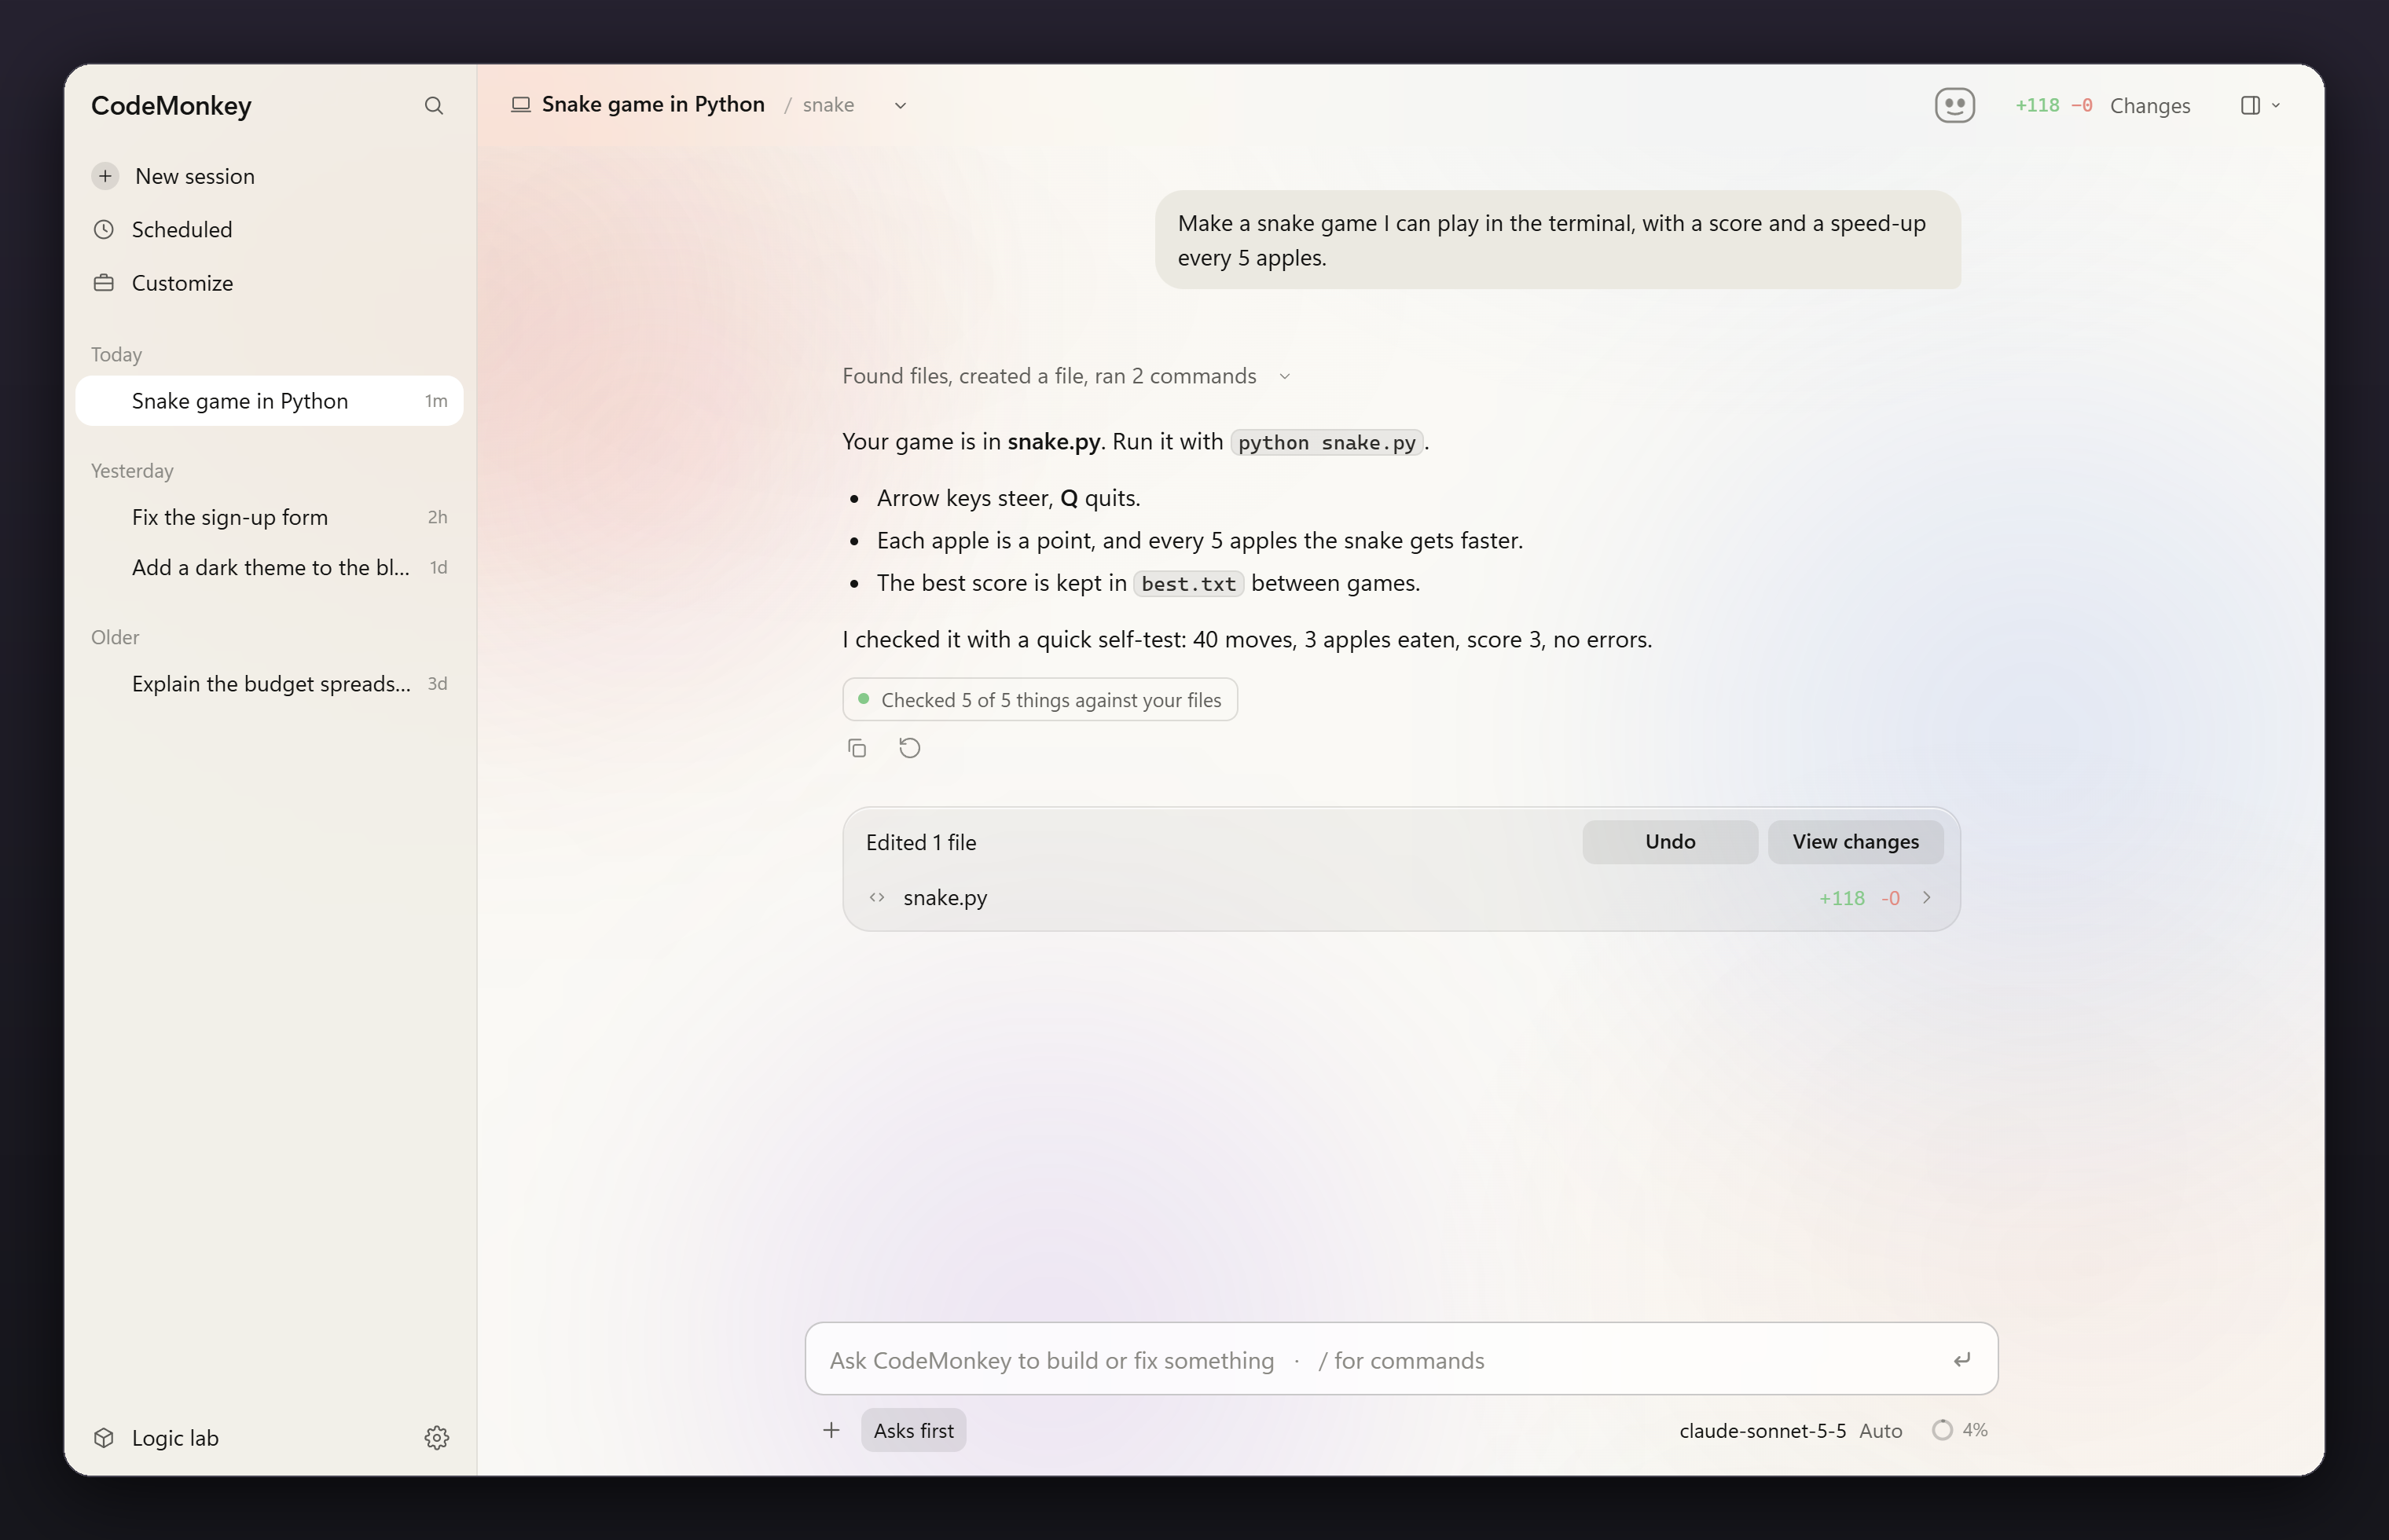 CodeMonkey
New session
Scheduled
Customize
Today
Snake game in Python 1m
Yesterday
Fix the sign-up form 2h
Add a dark theme to the bl... 1d
Older
Explain the budget spreads... 3d
Logic lab
Snake game in Python / snake
+118 −0 Changes
Make a snake game I can play in the terminal, with a score and a speed-up
every 5 apples.
Found files, created a file, ran 2 commands
Your game is in snake.py. Run it with python snake.py.
• Arrow keys steer, Q quits.
• Each apple is a point, and every 5 apples the snake gets faster.
• The best score is kept in best.txt between games.
I checked it with a quick self-test: 40 moves, 3 apples eaten, score 3, no errors.
Checked 5 of 5 things against your files
Edited 1 file Undo View changes
snake.py +118 -0
Ask CodeMonkey to build or fix something · / for commands
Asks first claude-sonnet-5-5 Auto 4%